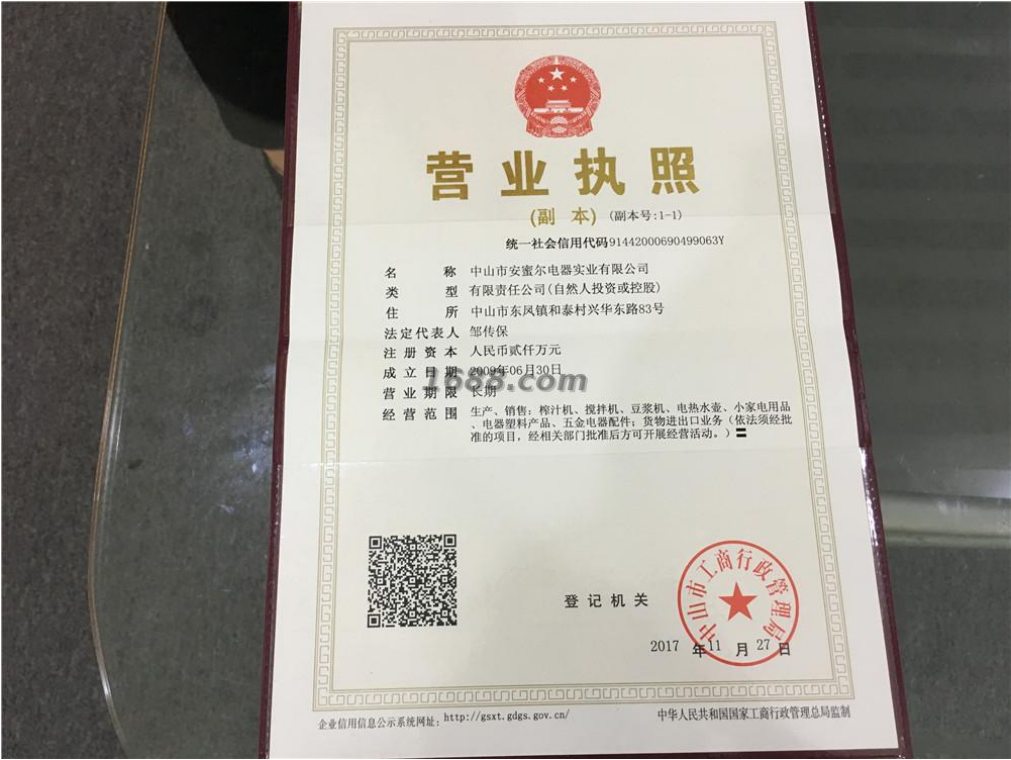 营业执照
(副 本) (副本号:1-1)
统一社会信用代码91442000690499063Y
名 称 中山市安蜜尔电器实业有限公司
类 型 有限责任公司(自然人投资或控股)
住 所 中山市东凤镇和泰村兴华东路83号
法定代表人 邹传保
注册资本 人民币贰仟万元
成立日期 2009年06月30日
1688.com
营业期限 长期
经营范围 生产、销售:榨汁机、搅拌机、豆浆机、电热水壶、小家电用品
、电器塑料产品、五金电器配件;货物进出口业务(依法须经批
准的项目,经相关部门批准后方可开展经营活动。)〓
中山市工商行政管理局
登记机关
2017 年 11 月 27 日
企业信用信息公示系统网址:http://gsxt.gdgs.gov.cn/
中华人民共和国国家工商行政管理总局监制